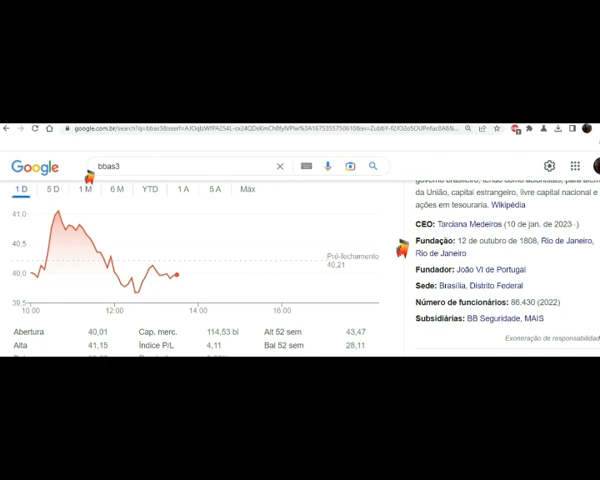 google.com.br/search?q=bbas3&sxsrf=
Google
bbas3
1 D 5 D 1 M 6 M YTD 1 A 5 A Máx
41,0
40,5
40,0
39,5
Pré-fechamento
40,21
10:00 12:00 14:00 16:00
Abertura 40,01 Cap. merc. 114,53 bi Alt 52 sem 43,47
Alta 41,15 Índice P/L 4,11 Bai 52 sem 28,11
da União, capital estrangeiro, livre capital nacional e
ações em tesouraria. Wikipédia
CEO: Tarciana Medeiros (10 de jan. de 2023–)
Fundação: 12 de outubro de 1808, Rio de Janeiro,
Rio de Janeiro
Fundador: João VI de Portugal
Sede: Brasília, Distrito Federal
Número de funcionários: 86.430 (2022)
Subsidiárias: BB Seguridade, MAIS
Exoneração de responsabilidad